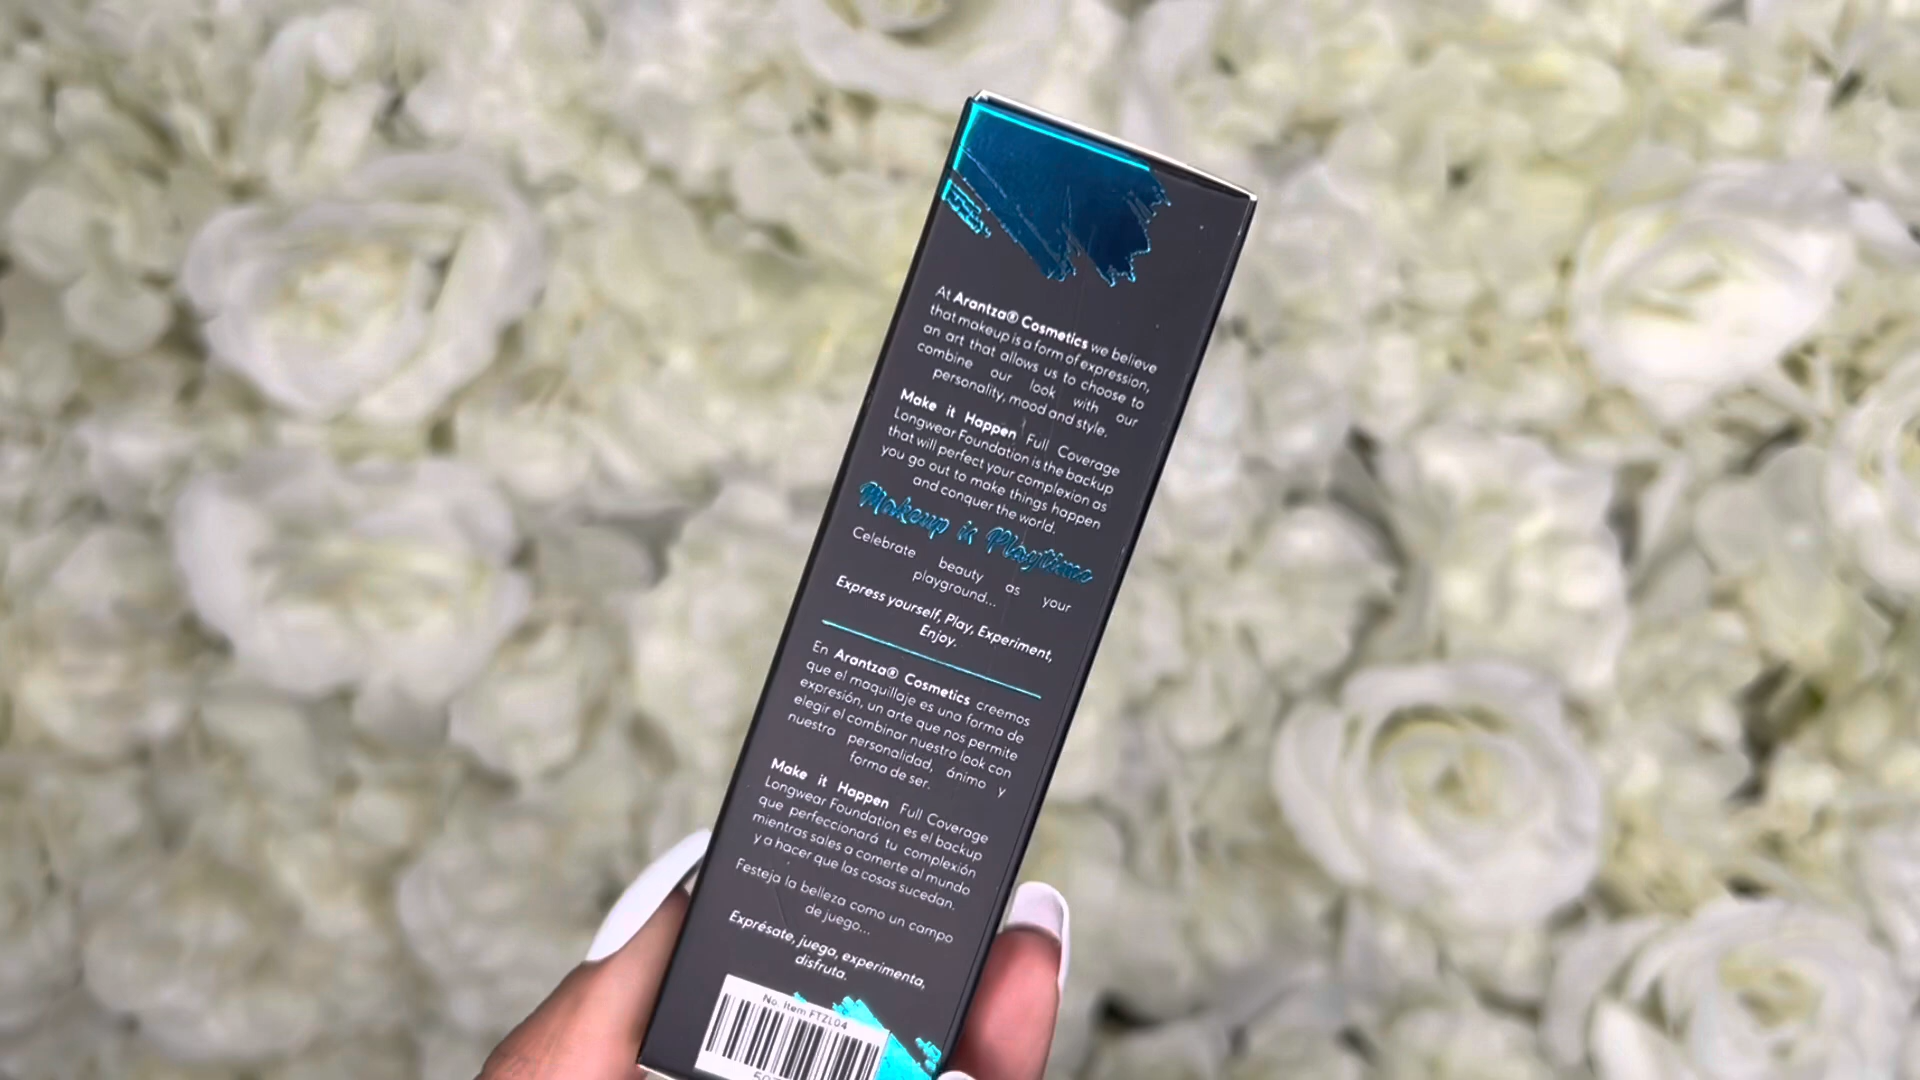 At Arantza® Cosmetics we believe
that makeup is a form of expression,
an art that allows us to choose to
combine our look with our
personality, mood and style.
Make it Happen Full Coverage
Longwear Foundation is the backup
that will perfect your complexion as
you go out to make things happen
and conquer the world.
Makeup is Playtime
Celebrate beauty as your
playground...
Express yourself, Play, Experiment,
Enjoy.
En Arantza® Cosmetics creemos
que el maquillaje es una forma de
expresión, un arte que nos permite
elegir el combinar nuestro look con
nuestra personalidad, ánimo y
forma de ser.
Make it Happen Full Coverage
Longwear Foundation es el backup
que perfeccionará tu complexión
mientras sales a comerte al mundo
y a hacer que las cosas sucedan.
Festeja la belleza como un campo
de juego...
Exprésate, juega, experimenta,
disfruta.
No. Item FTZL04